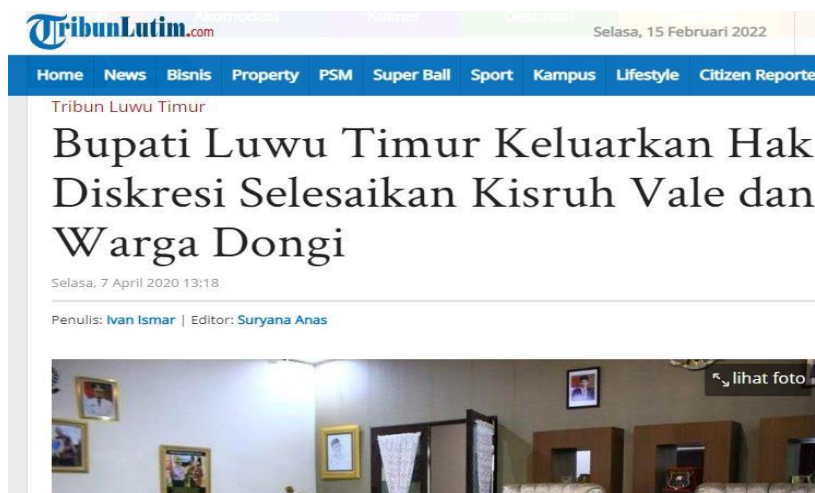 TribunLutim.com
Selasa, 15 Februari 2022
Home News Bisnis Property PSM Super Ball Sport Kampus Lifestyle Citizen Reporte
Tribun Luwu Timur
Bupati Luwu Timur Keluarkan Hak
Diskresi Selesaikan Kisruh Vale dan
Warga Dongi
Selasa, 7 April 2020 13:18
Penulis: Ivan Ismar | Editor: Suryana Anas
lihat foto